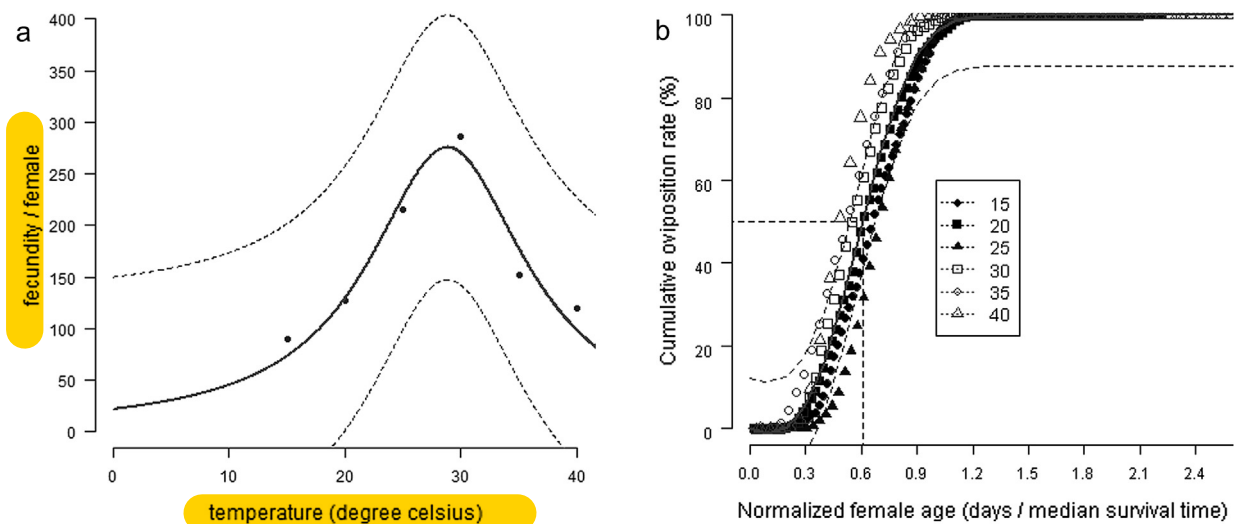 a
400
350
300
250
200
150
100
50
0
fecundity / female
0 10 20 30 40
temperature (degree celsius)
b
100
80
60
40
20
0
Cumulative oviposition rate (%)
15
20
25
30
35
40
0.0 0.3 0.6 0.9 1.2 1.5 1.8 2.1 2.4
Normalized female age (days / median survival time)